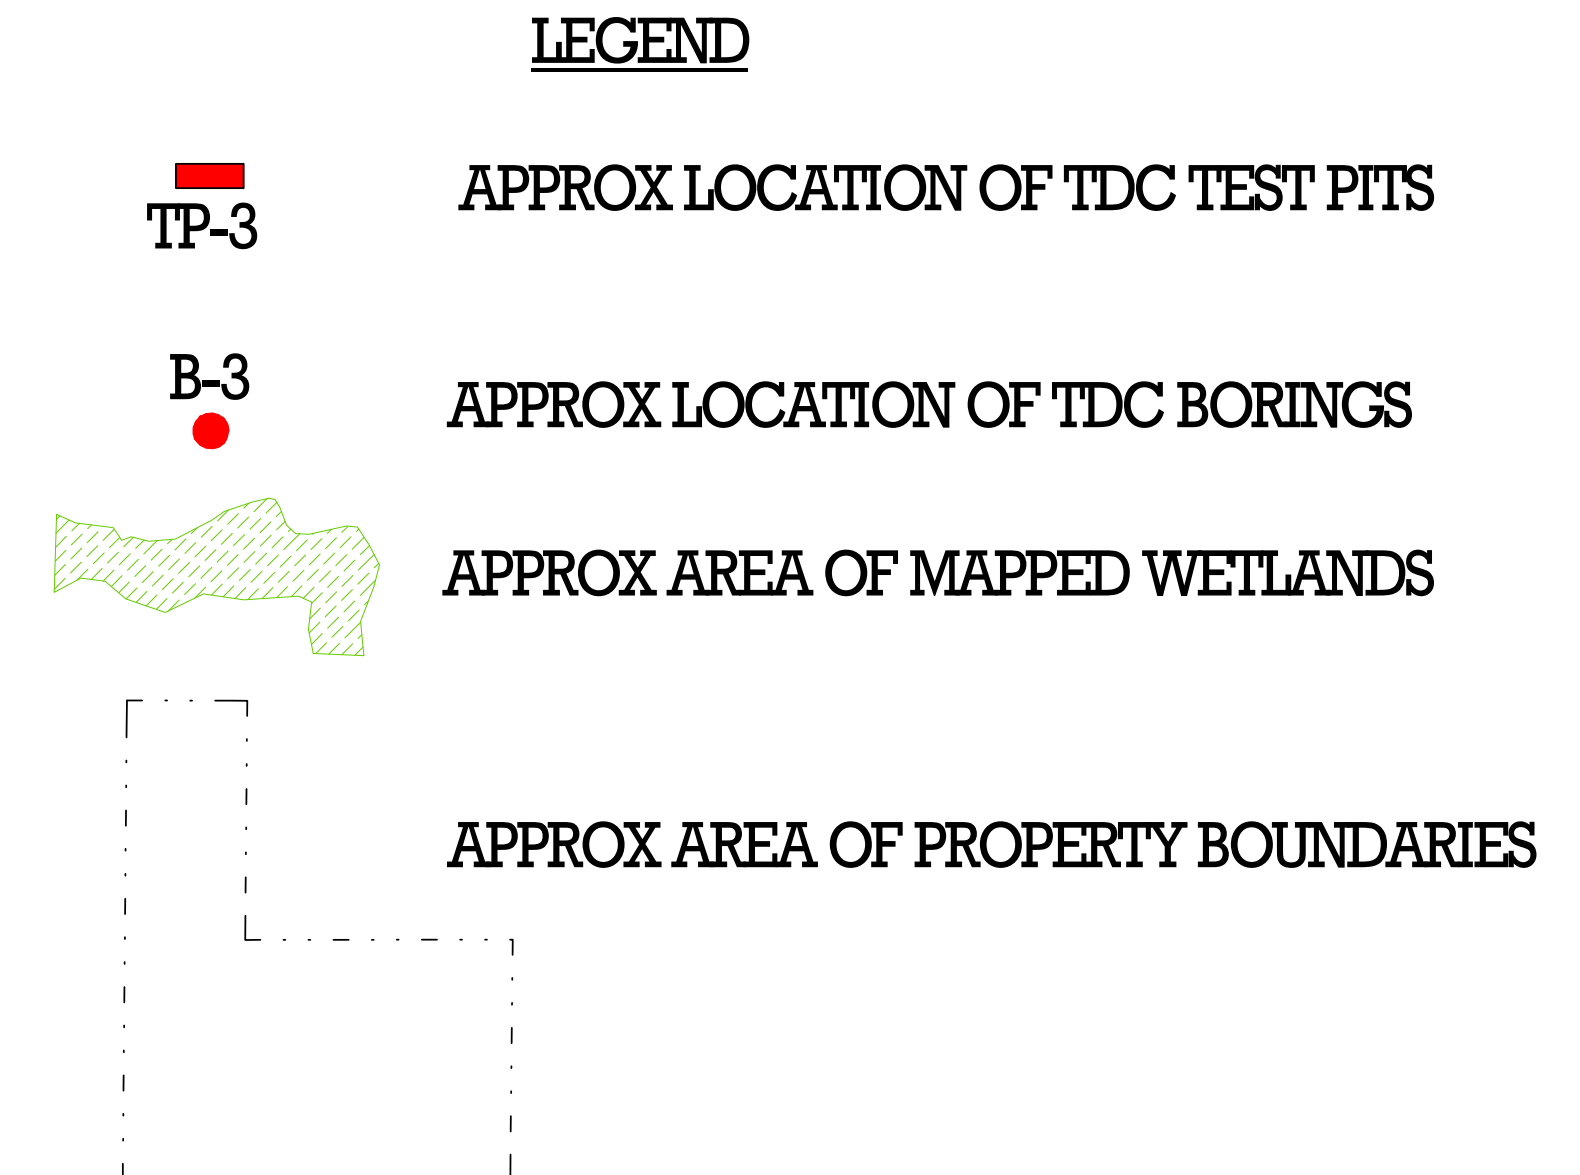 LEGEND
APPROX LOCATION OF TDC TEST PITS
TP-3
B-3
APPROX LOCATION OF TDC BORINGS
APPROX AREA OF MAPPED WETLANDS
APPROX AREA OF PROPERTY BOUNDARIES